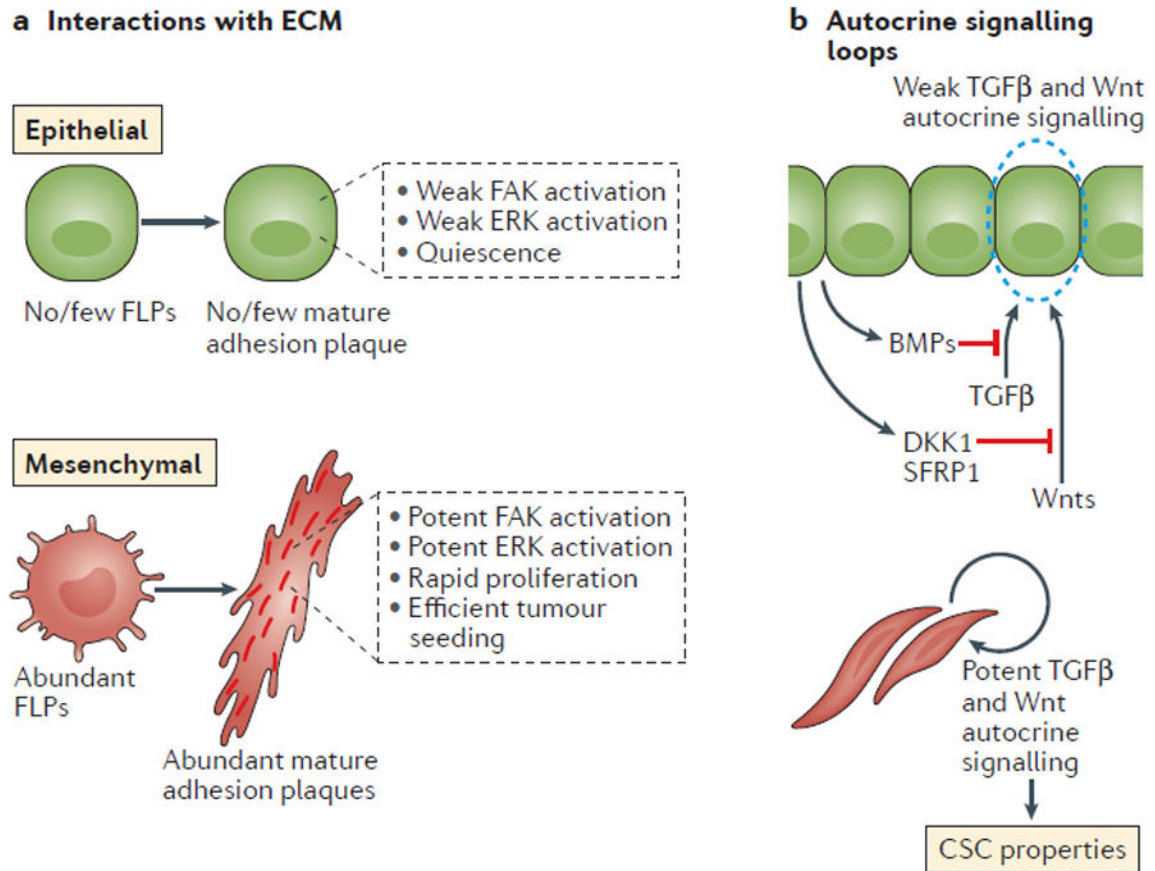 a Interactions with ECM
Epithelial
No/few FLPs
No/few mature
adhesion plaque
• Weak FAK activation
• Weak ERK activation
• Quiescence
Mesenchymal
Abundant
FLPs
Abundant mature
adhesion plaques
• Potent FAK activation
• Potent ERK activation
• Rapid proliferation
• Efficient tumour
seeding
b Autocrine signalling
loops
Weak TGFβ and Wnt
autocrine signalling
BMPs
TGFβ
DKK1
SFRP1
Wnts
Potent TGFβ
and Wnt
autocrine
signalling
CSC properties